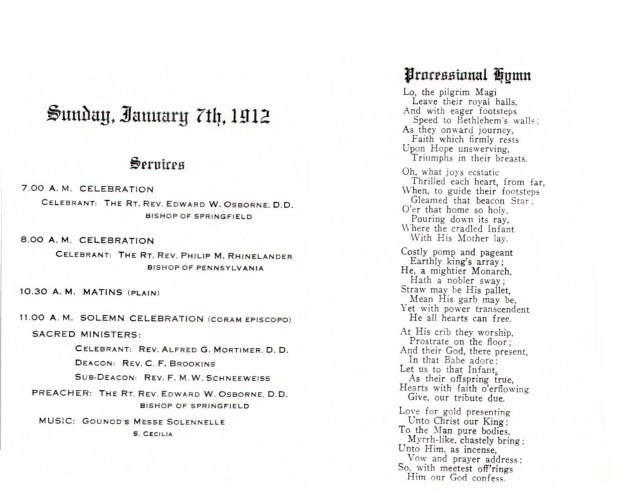 Sunday, January 7th, 1912
Services
7.00 A. M. CELEBRATION
CELEBRANT: THE RT. REV. EDWARD W. OSBORNE, D. D.
BISHOP OF SPRINGFIELD
8.00 A. M. CELEBRATION
CELEBRANT: THE RT. REV. PHILIP M. RHINELANDER
BISHOP OF PENNSYLVANIA
10.30 A. M. MATINS (PLAIN)
11.00 A. M. SOLEMN CELEBRATION (CORAM EPISCOPO)
SACRED MINISTERS:
CELEBRANT: REV. ALFRED G. MORTIMER, D. D.
DEACON: REV. C. F. BROOKINS
SUB-DEACON: REV. F. M. W. SCHNEEWEISS
PREACHER: THE RT. REV. EDWARD W. OSBORNE, D. D.
BISHOP OF SPRINGFIELD
MUSIC: GOUNOD'S MESSE SOLENNELLE
S. CECILIA
Processional Hymn
Lo, the pilgrim Magi
Leave their royal halls,
And with eager footsteps
Speed to Bethlehem's walls;
As they onward journey,
Faith which firmly rests
Upon Hope unswerving,
Triumphs in their breasts.
Oh, what joys ecstatic
Thrilled each heart, from far,
When, to guide their footsteps
Gleamed that beacon Star;
O'er that home so holy,
Pouring down its ray,
Where the cradled Infant
With His Mother lay.
Costly pomp and pageant
Earthly king's array;
He, a mightier Monarch,
Hath a nobler sway;
Straw may be His pallet,
Mean His garb may be,
Yet with power transcendent
He all hearts can free.
At His crib they worship,
Prostrate on the floor;
And their God, there present,
In that Babe adore;
Let us to that Infant,
As their offspring true,
Hearts with faith o'erflowing
Give, our tribute due.
Love for gold presenting
Unto Christ our King;
To the Man pure bodies,
Myrrh-like, chastely bring;
Unto Him, as incense,
Vow and prayer address;
So, with meetest off'rings
Him our God confess.